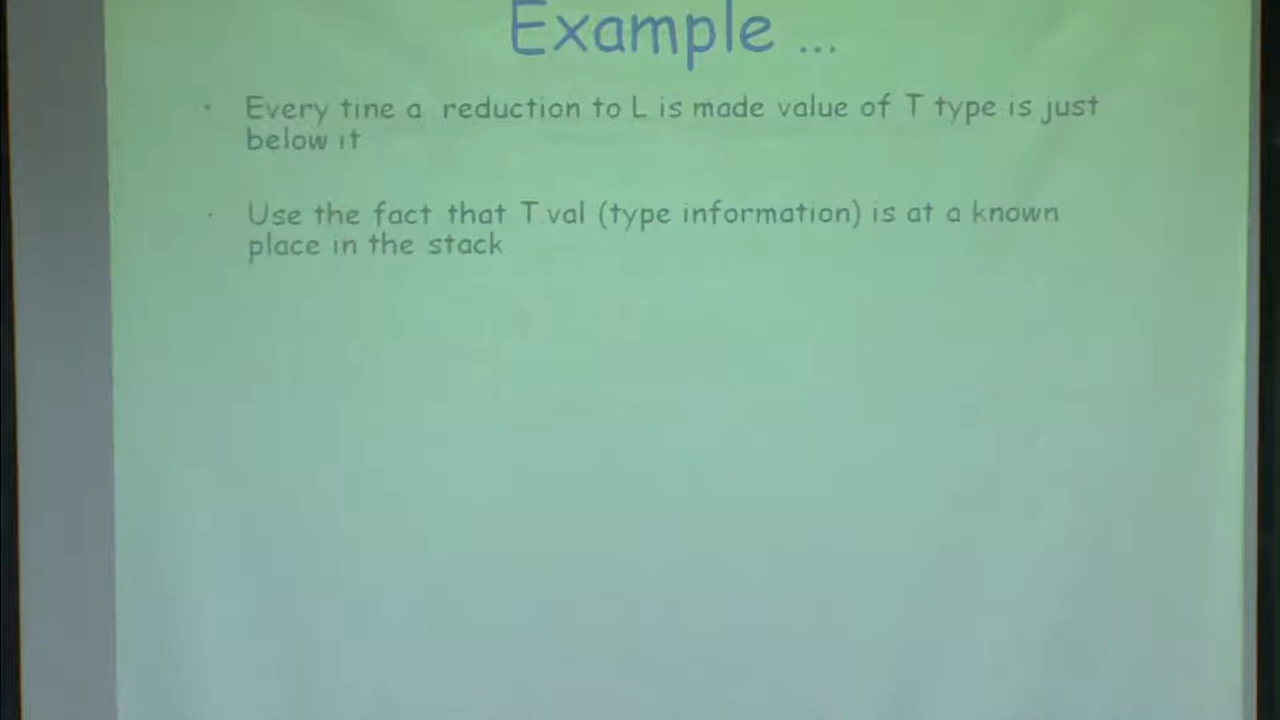 Example ...
• Every tine a reduction to L is made value of T type is just
below it
• Use the fact that T.val (type information) is at a known
place in the stack